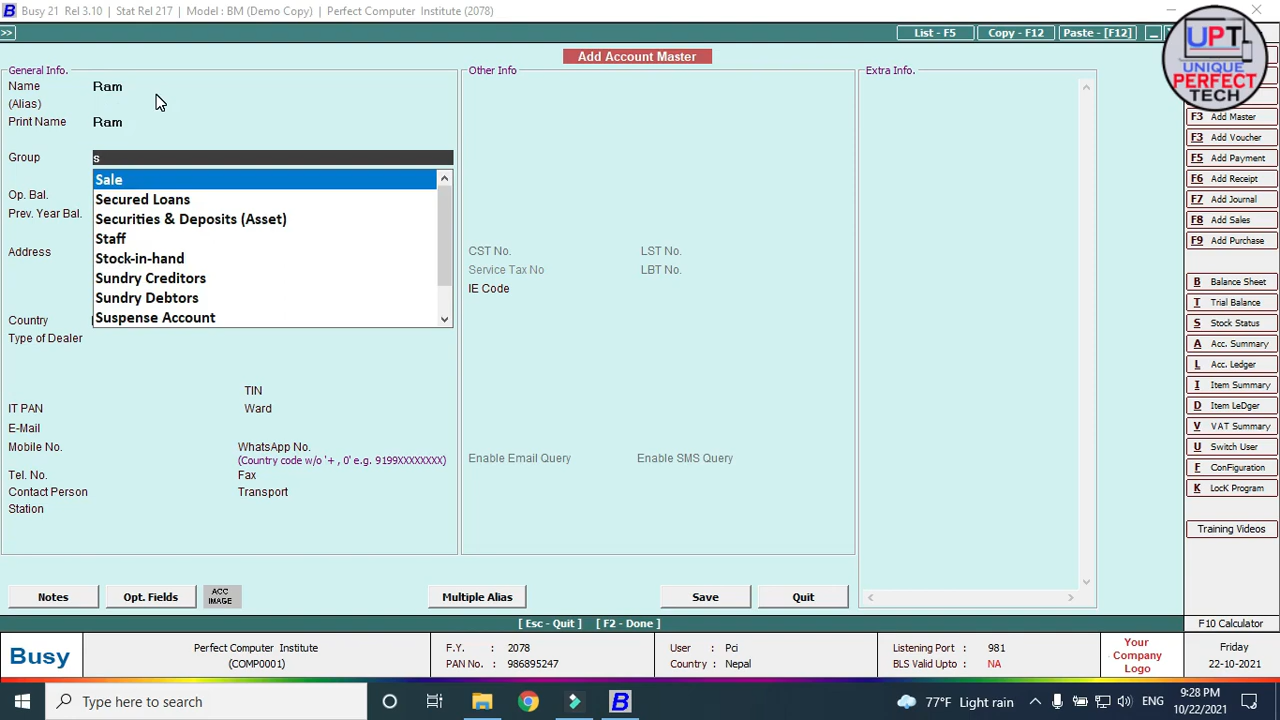 Busy 21 Rel 3.10 | Stat Rel 217 | Model : BM (Demo Copy) | Perfect Computer Institute (2078)
>> List - F5 Copy - F12 Paste - [F12]
Add Account Master
UPT
UNIQUE
PERFECT
TECH
General Info. Other Info Extra Info.
Name Ram
(Alias)
Print Name Ram
Group s
Sale
Secured Loans
Securities & Deposits (Asset)
Staff
Stock-in-hand
Sundry Creditors
Sundry Debtors
Suspense Account
Op. Bal.
Prev. Year Bal.
Address
Country
Type of Dealer
TIN
IT PAN Ward
E-Mail
Mobile No. WhatsApp No.
(Country code w/o '+ , 0' e.g. 9199XXXXXXXX)
Tel. No. Fax
Contact Person Transport
Station
CST No. LST No.
Service Tax No LBT No.
IE Code
Enable Email Query Enable SMS Query
F3 Add Master
F3 Add Voucher
F5 Add Payment
F6 Add Receipt
F7 Add Journal
F8 Add Sales
F9 Add Purchase
B Balance Sheet
T Trial Balance
S Stock Status
A Acc. Summary
L Acc. Ledger
I Item Summary
D Item LeDger
V VAT Summary
U Switch User
F ConFiguration
K LocK Program
Training Videos
Notes Opt. Fields ACC IMAGE Multiple Alias Save Quit
[ Esc - Quit ] [ F2 - Done ] F10 Calculator
Busy
Perfect Computer Institute
(COMP0001)
F.Y. : 2078
PAN No. : 986895247
User : Pci
Country : Nepal
Listening Port : 981
BLS Valid Upto : NA
Your
Company
Logo
Friday
22-10-2021
Type here to search
B
77°F Light rain
ENG
9:28 PM
10/22/2021